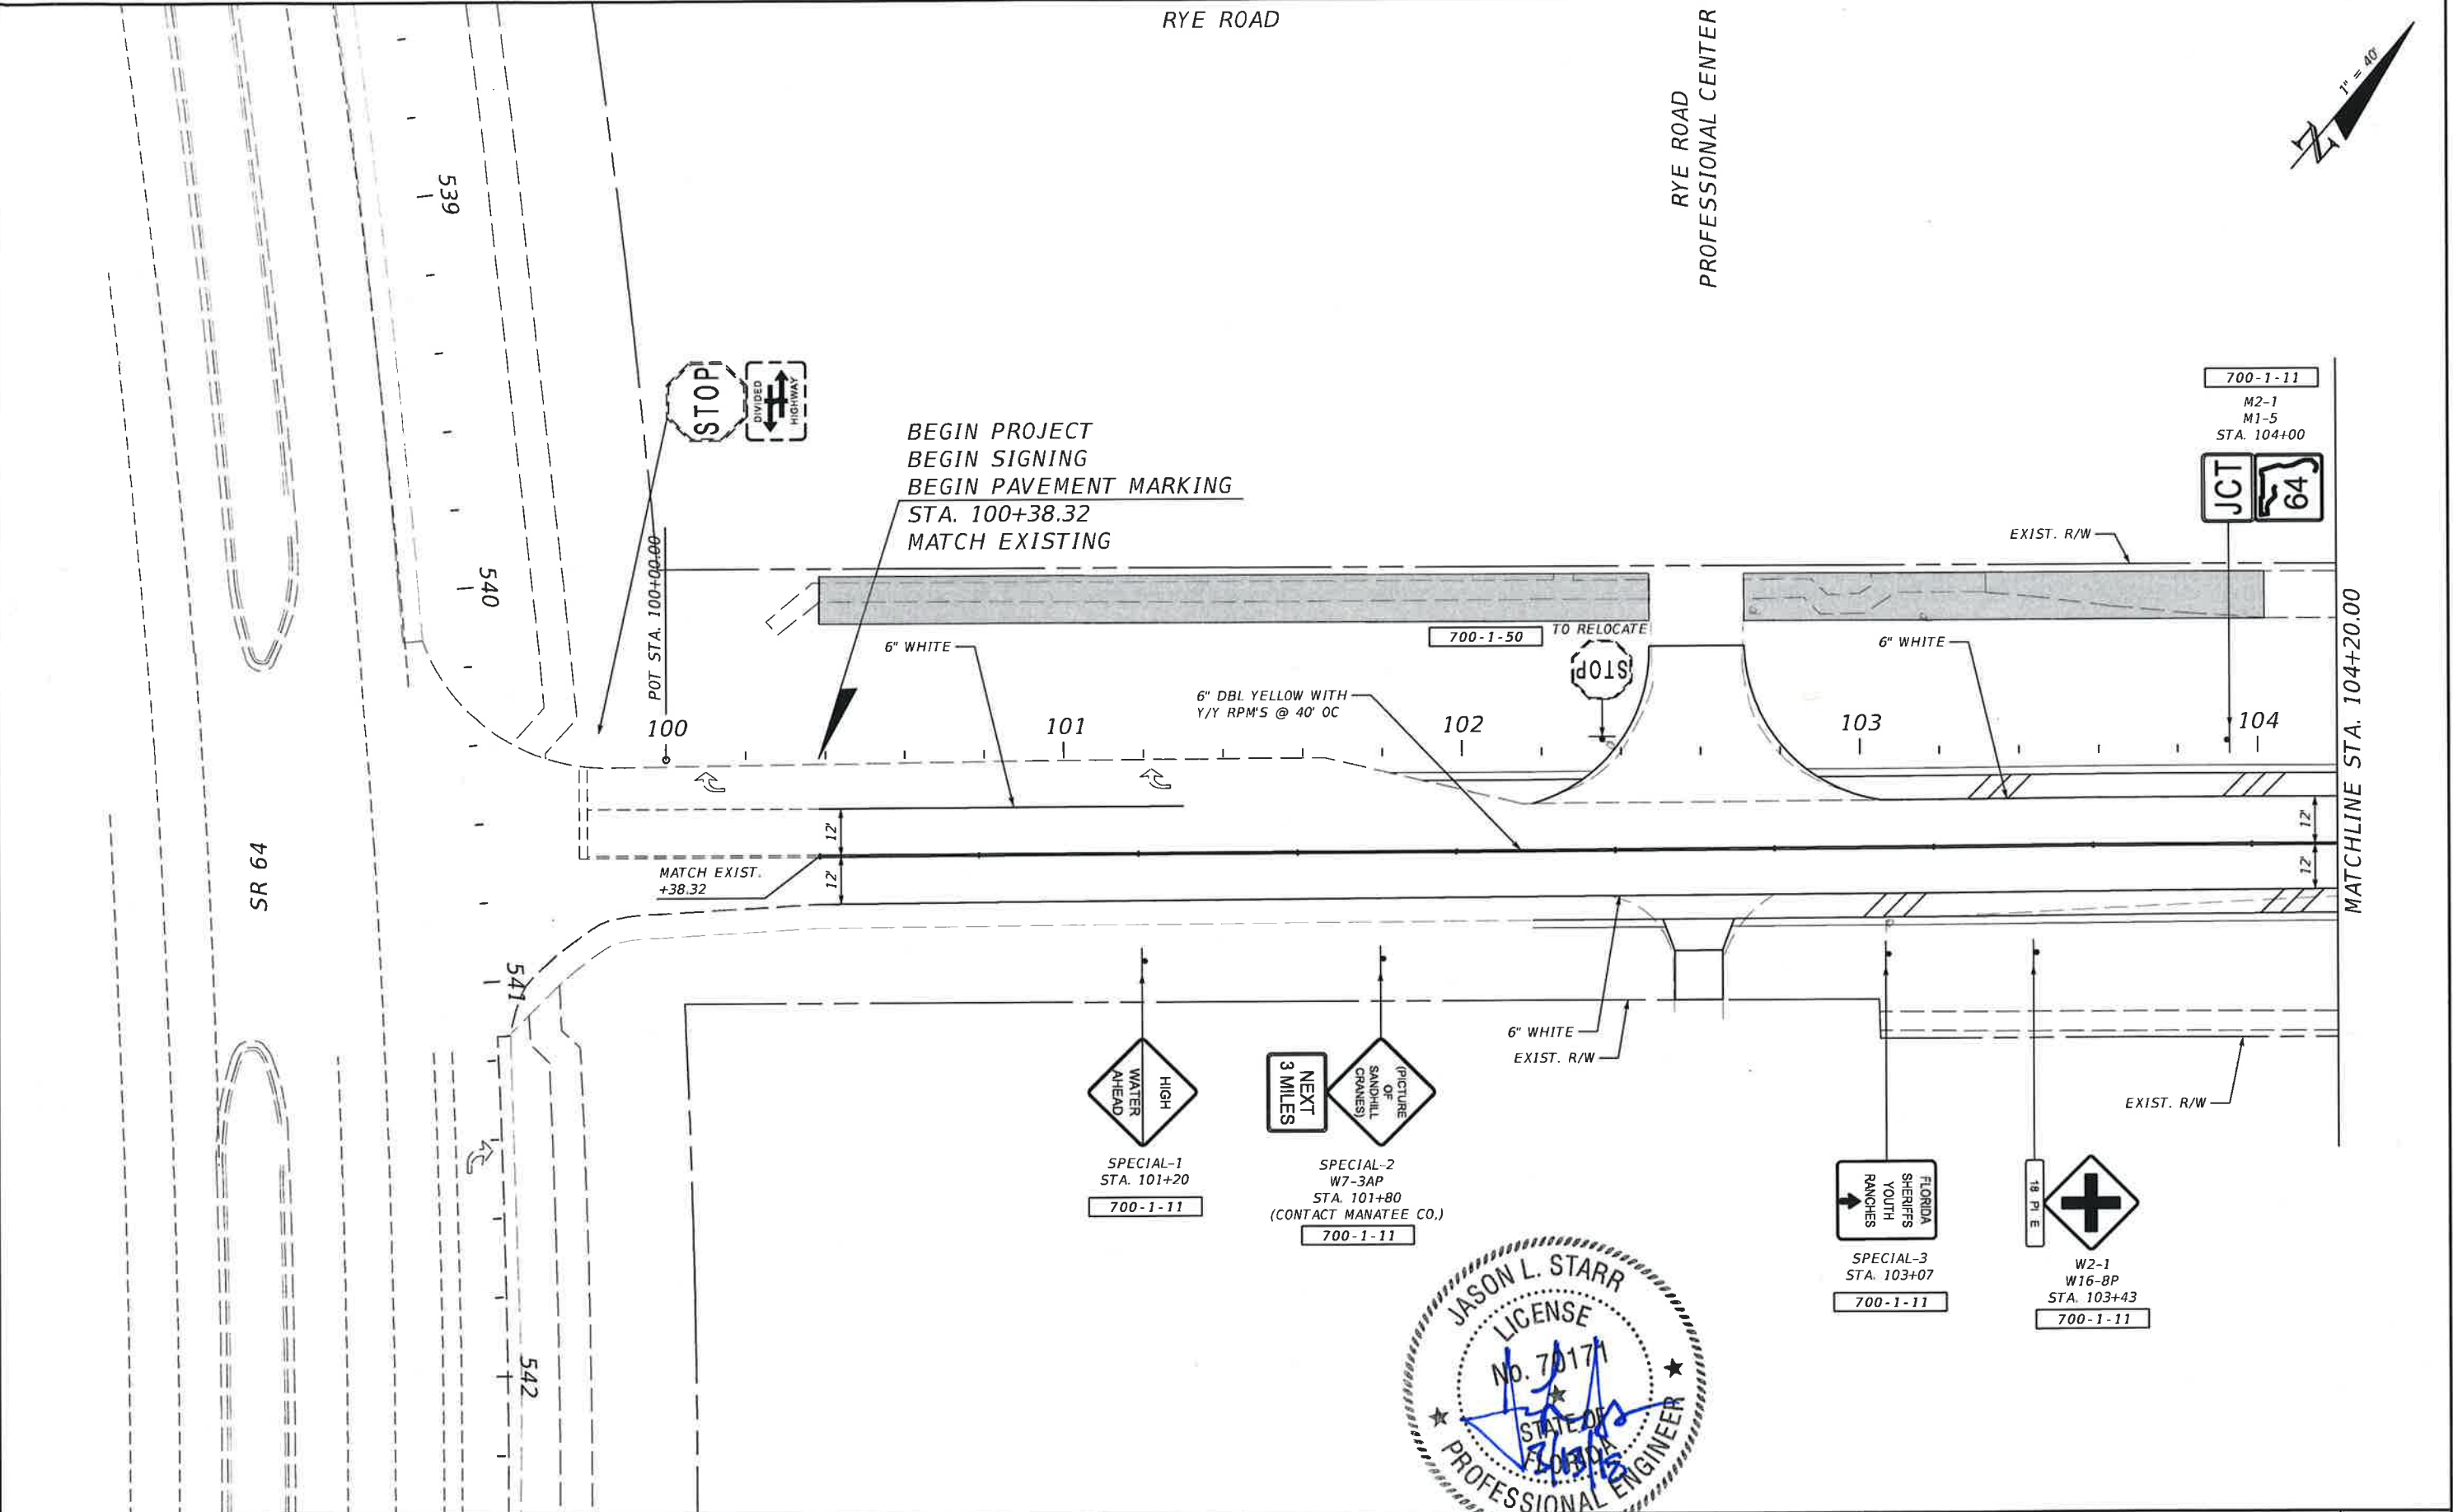 RYE ROAD
RYE ROAD
PROFESSIONAL CENTER
1" = 40'
N
539
540
541
542
SR 64
STOP
DIVIDED
HIGHWAY
POT STA. 100+00.00
BEGIN PROJECT
BEGIN SIGNING
BEGIN PAVEMENT MARKING
STA. 100+38.32
MATCH EXISTING
700-1-11
M2-1
M1-5
STA. 104+00
JCT
64
EXIST. R/W
6" WHITE
700-1-50
TO RELOCATE
STOP
6" WHITE
6" DBL YELLOW WITH
Y/Y RPM'S @ 40' OC
100
101
102
103
104
MATCHLINE STA. 104+20.00
12'
12'
12'
12'
MATCH EXIST.
+38.32
6" WHITE
EXIST. R/W
EXIST. R/W
HIGH
WATER
AHEAD
SPECIAL-1
STA. 101+20
700-1-11
(PICTURE
OF
SANDHILL
CRANES)
NEXT
3 MILES
SPECIAL-2
W7-3AP
STA. 101+80
(CONTACT MANATEE CO,)
700-1-11
FLORIDA
SHERIFFS
YOUTH
RANCHES
SPECIAL-3
STA. 103+07
700-1-11
18 Pl E
W2-1
W16-8P
STA. 103+43
700-1-11
JASON L. STARR
LICENSE
No. 70171
STATE OF
FLORIDA
PROFESSIONAL ENGINEER